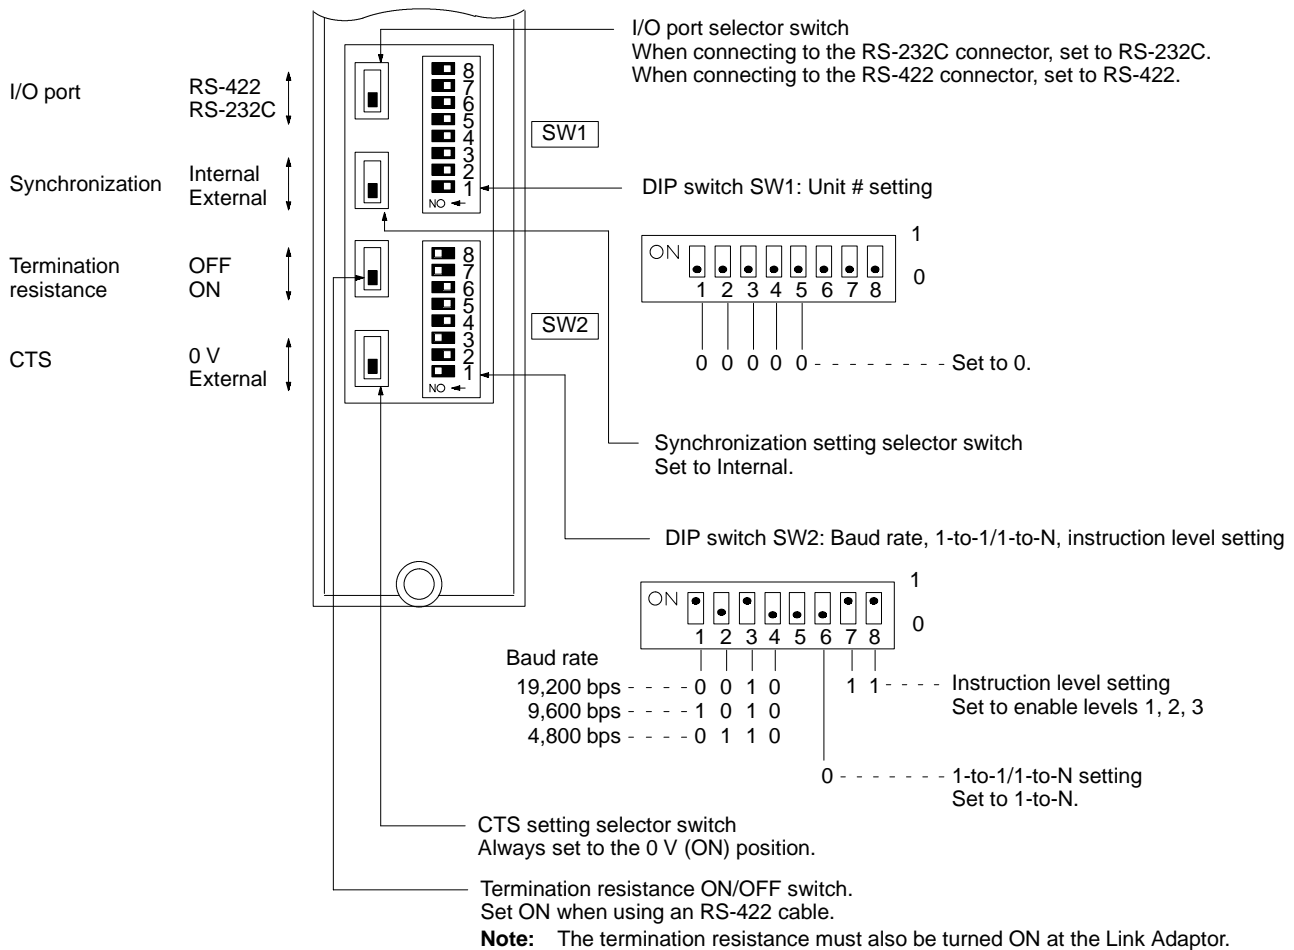 I/O port selector switch
When connecting to the RS-232C connector, set to RS-232C.
When connecting to the RS-422 connector, set to RS-422.
I/O port
RS-422
RS-232C
8
7
6
5
4
3
2
1
NO
SW1
Synchronization
Internal
External
DIP switch SW1: Unit # setting
ON
1
0
1 2 3 4 5 6 7 8
0 0 0 0 0 Set to 0.
Termination
resistance
OFF
ON
8
7
6
5
4
3
2
1
NO
SW2
CTS
0 V
External
Synchronization setting selector switch
Set to Internal.
DIP switch SW2: Baud rate, 1-to-1/1-to-N, instruction level setting
ON
1
0
1 2 3 4 5 6 7 8
Baud rate
19,200 bps 0 0 1 0
9,600 bps 1 0 1 0
4,800 bps 0 1 1 0
1 1 Instruction level setting
Set to enable levels 1, 2, 3
0 1-to-1/1-to-N setting
Set to 1-to-N.
CTS setting selector switch
Always set to the 0 V (ON) position.
Termination resistance ON/OFF switch.
Set ON when using an RS-422 cable.
Note: The termination resistance must also be turned ON at the Link Adaptor.